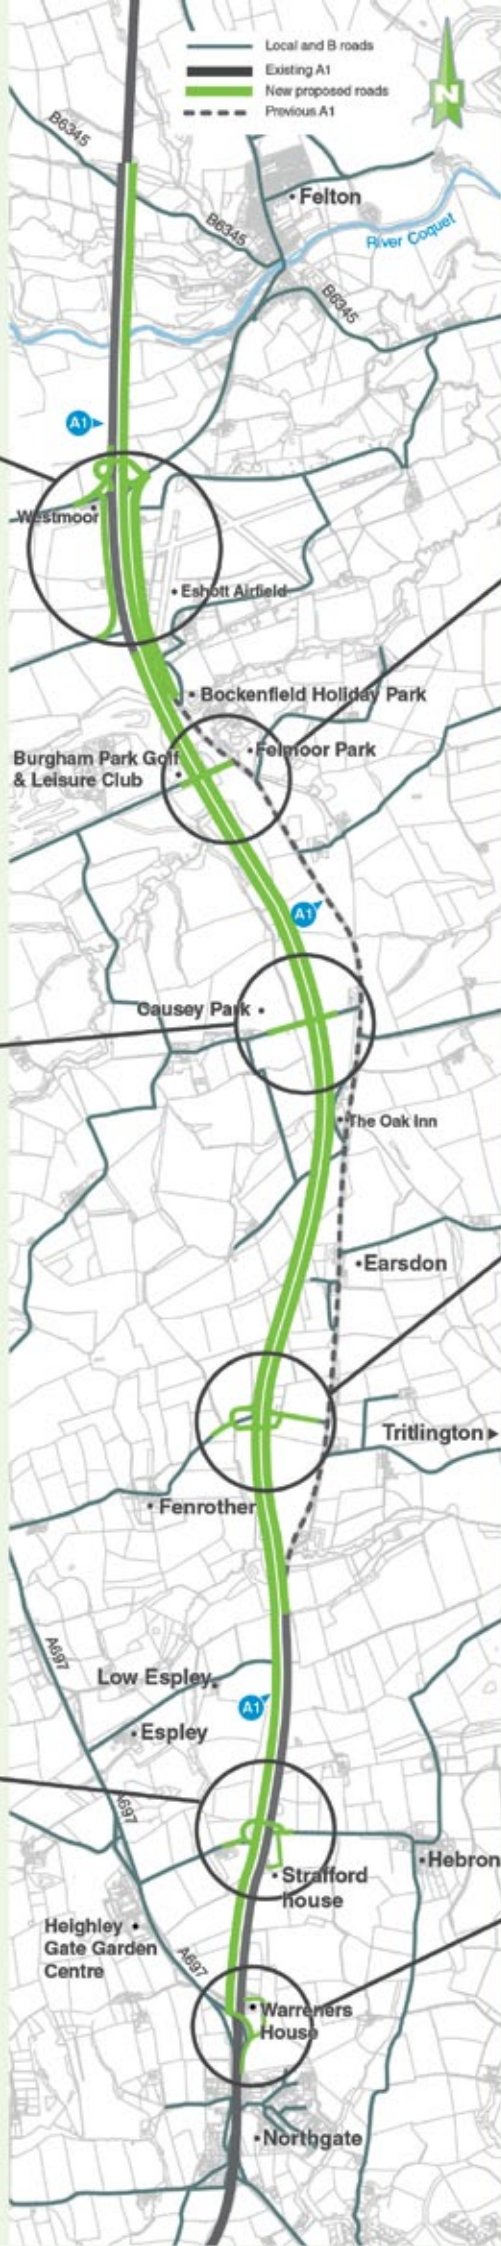 Local and B roads
Existing A1
New proposed roads
Previous A1
N
B6345
Felton
B6345
River Coquet
B6345
A1
Westmoor
Eshott Airfield
Bockenfield Holiday Park
Felmoor Park
Burgham Park Golf
& Leisure Club
A1
Causey Park
The Oak Inn
Earsdon
Tritlington
Fenrother
A697
Low Espley
A1
Espley
A697
Hebron
Strafford
house
Heighley
Gate Garden
Centre
A697
Warreners
House
Northgate